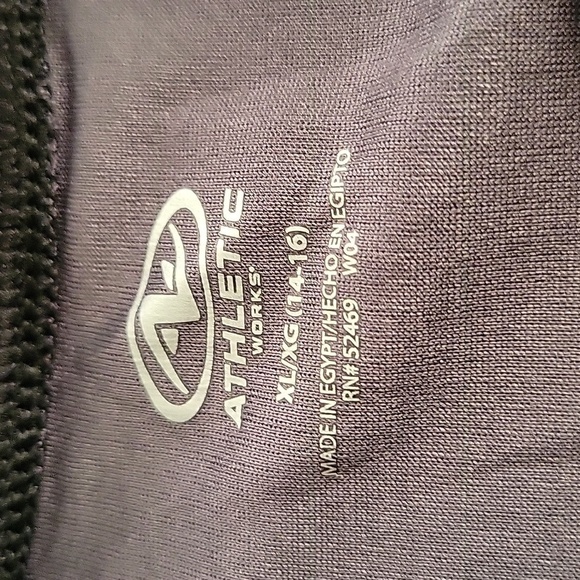 ATHLETIC
WORKS®
XL/XG (14-16)
MADE IN EGYPT/HECHO EN EGIPTO
RN# 52469 W04